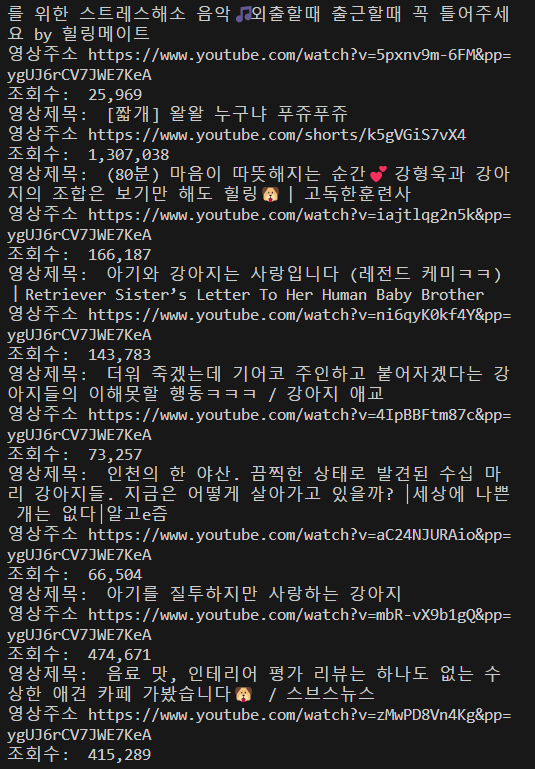 를 위한 스트레스해소 음악🎵외출할때 출근할때 꼭 틀어주세
요 by 힐링메이트
영상주소 https://www.youtube.com/watch?v=5pxnv9m-6FM&pp=
ygUJ6rCV7JWE7KeA
조회수:  25,969
영상제목:  [짧개] 왈왈 누구냐 푸쥬푸쥬
영상주소 https://www.youtube.com/shorts/k5gVGiS7vX4
조회수:  1,307,038
영상제목:  (80분) 마음이 따뜻해지는 순간💕 강형욱과 강아
지의 조합은 보기만 해도 힐링🐶 | 고독한훈련사
영상주소 https://www.youtube.com/watch?v=iajtlqg2n5k&pp=
ygUJ6rCV7JWE7KeA
조회수:  166,187
영상제목:  아기와 강아지는 사랑입니다 (레전드 케미ㅋㅋ)
ㅣRetriever Sister’s Letter To Her Human Baby Brother
영상주소 https://www.youtube.com/watch?v=ni6qyK0kf4Y&pp=
ygUJ6rCV7JWE7KeA
조회수:  143,783
영상제목:  더워 죽겠는데 기어코 주인하고 붙어자겠다는 강
아지들의 이해못할 행동ㅋㅋㅋ / 강아지 애교
영상주소 https://www.youtube.com/watch?v=4IpBBFtm87c&pp=
ygUJ6rCV7JWE7KeA
조회수:  73,257
영상제목:  인천의 한 야산. 끔찍한 상태로 발견된 수십 마
리 강아지들. 지금은 어떻게 살아가고 있을까? |세상에 나쁜
 개는 없다|알고e즘
영상주소 https://www.youtube.com/watch?v=aC24NJURAio&pp=
ygUJ6rCV7JWE7KeA
조회수:  66,504
영상제목:  아기를 질투하지만 사랑하는 강아지
영상주소 https://www.youtube.com/watch?v=mbR-vX9b1gQ&pp=
ygUJ6rCV7JWE7KeA
조회수:  474,671
영상제목:  음료 맛, 인테리어 평가 리뷰는 하나도 없는 수
상한 애견 카페 가봤습니다🐶 / 스브스뉴스
영상주소 https://www.youtube.com/watch?v=zMwPD8Vn4Kg&pp=
ygUJ6rCV7JWE7KeA
조회수:  415,289